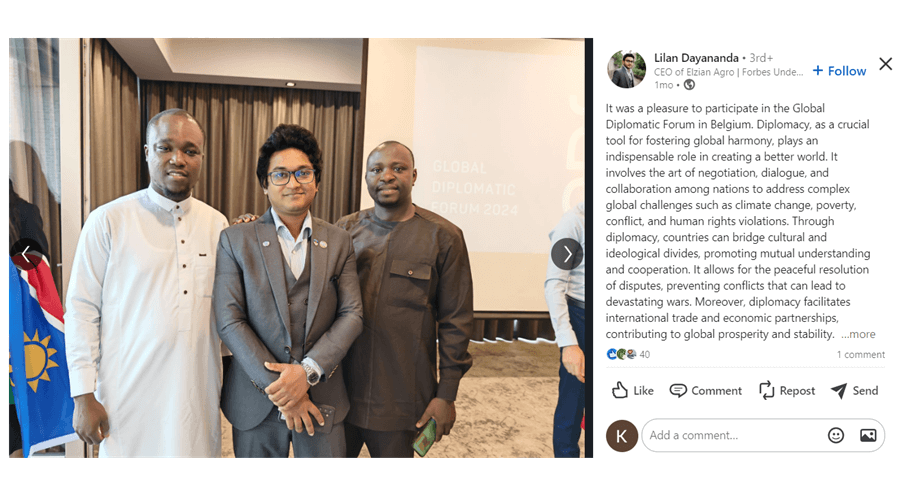 GLOBAL
DIPLOMATIC
FORUM 2024
Lilan Dayananda • 3rd+
CEO of Elzian Agro | Forbes Unde...
1mo •
+ Follow
It was a pleasure to participate in the Global
Diplomatic Forum in Belgium. Diplomacy, as a crucial
tool for fostering global harmony, plays an
indispensable role in creating a better world. It
involves the art of negotiation, dialogue, and
collaboration among nations to address complex
global challenges such as climate change, poverty,
conflict, and human rights violations. Through
diplomacy, countries can bridge cultural and
ideological divides, promoting mutual understanding
and cooperation. It allows for the peaceful resolution
of disputes, preventing conflicts that can lead to
devastating wars. Moreover, diplomacy facilitates
international trade and economic partnerships,
contributing to global prosperity and stability. ...more
40
1 comment
Like
Comment
Repost
Send
K
Add a comment...